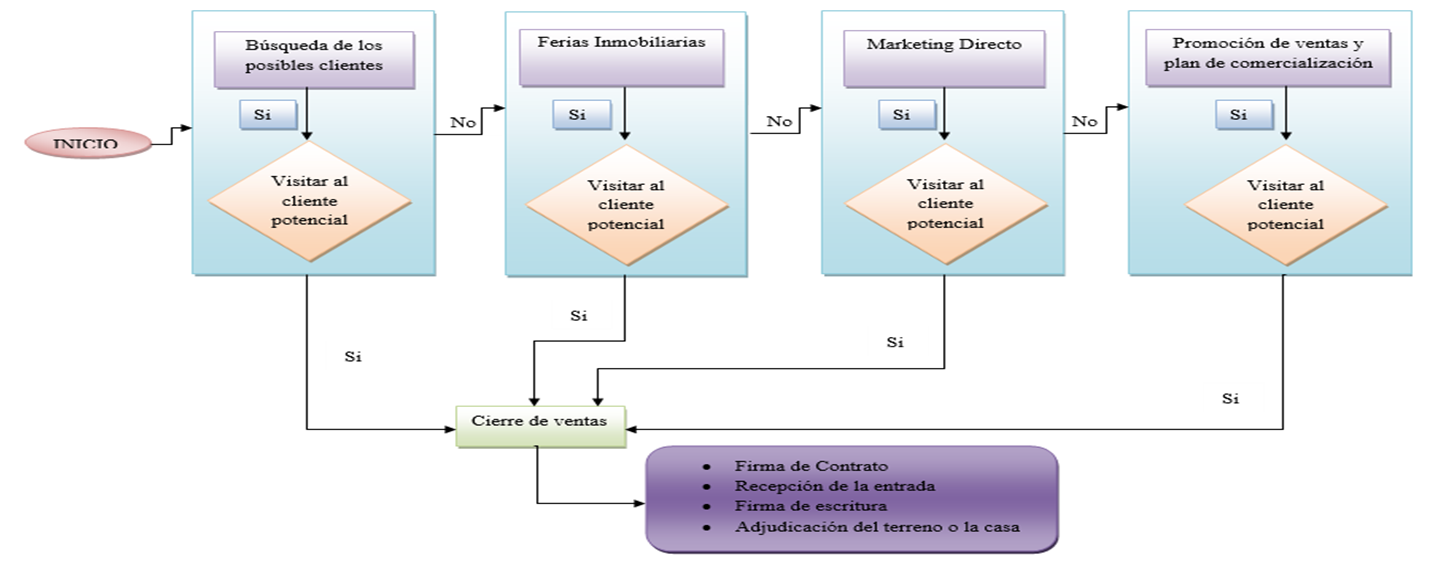 INICIO
Búsqueda de los
posibles clientes
Si
Visitar al
cliente
potencial
No
Ferias Inmobiliarias
Si
Visitar al
cliente
potencial
No
Marketing Directo
Si
Visitar al
cliente
potencial
No
Promoción de ventas y
plan de comercialización
Si
Visitar al
cliente
potencial
Si
Si
Si
Si
Cierre de ventas
• Firma de Contrato
• Recepción de la entrada
• Firma de escritura
• Adjudicación del terreno o la casa